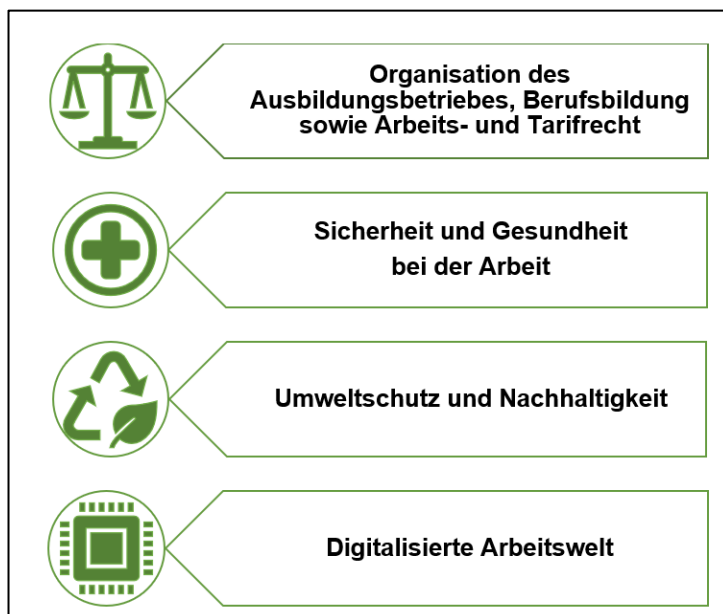 Organisation des
Ausbildungsbetriebes, Berufsbildung
sowie Arbeits- und Tarifrecht
Sicherheit und Gesundheit
bei der Arbeit
Umweltschutz und Nachhaltigkeit
Digitalisierte Arbeitswelt